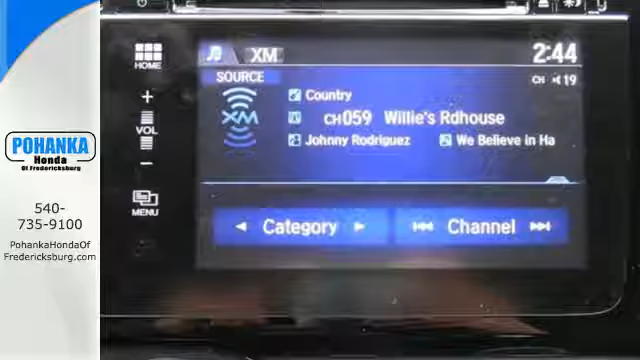 POHANKA
Honda
Of Fredericksburg
540-
735-9100
PohankaHondaOf
Fredericksburg.com
HOME
VOL
MENU
XM
2:44
SOURCE
CH 19
Country
XM
CH059 Willie's Rdhouse
Johnny Rodriguez We Believe in Ha
Category
Channel